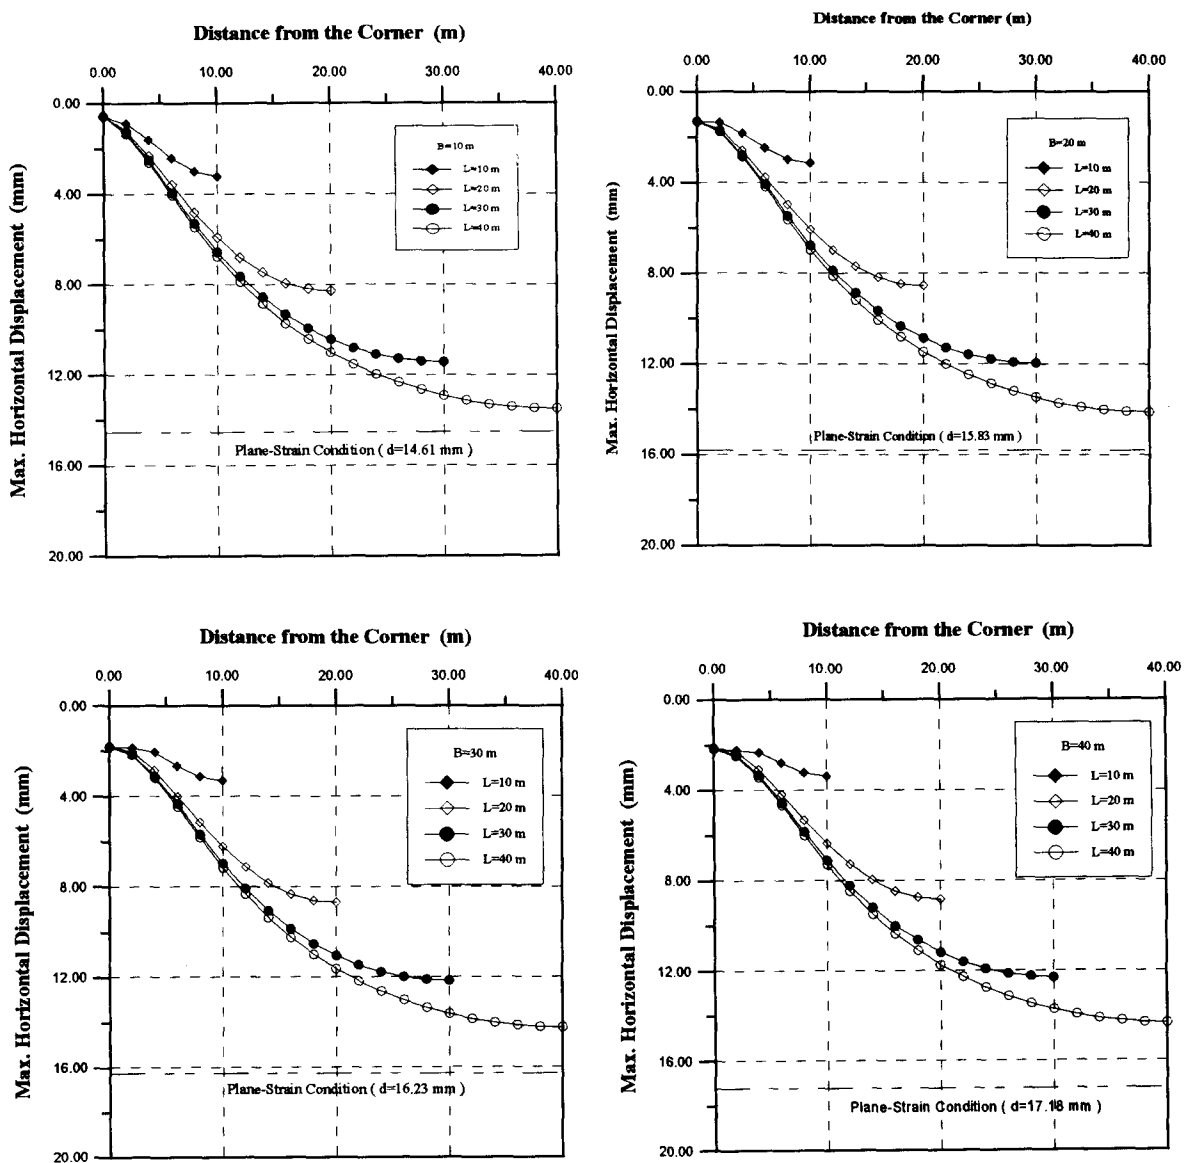 Distance from the Corner (m)
0.00 10.00 20.00 30.00 40.00
0.00
4.00
8.00
12.00
16.00
20.00
Max. Horizontal Displacement (mm)
B=10 m
L=10 m
L=20 m
L=30 m
L=40 m
Plane-Strain Condition ( d=14.61 mm )
Distance from the Corner (m)
0.00 10.00 20.00 30.00 40.00
0.00
4.00
8.00
12.00
16.00
20.00
Max. Horizontal Displacement (mm)
B=20 m
L=10 m
L=20 m
L=30 m
L=40 m
Plane-Strain Condition ( d=15.83 mm )
Distance from the Corner (m)
0.00 10.00 20.00 30.00 40.00
0.00
4.00
8.00
12.00
16.00
20.00
Max. Horizontal Displacement (mm)
B=30 m
L=10 m
L=20 m
L=30 m
L=40 m
Plane-Strain Condition ( d=16.23 mm )
Distance from the Corner (m)
0.00 10.00 20.00 30.00 40.00
0.00
4.00
8.00
12.00
16.00
20.00
Max. Horizontal Displacement (mm)
B=40 m
L=10 m
L=20 m
L=30 m
L=40 m
Plane-Strain Condition ( d=17.18 mm )